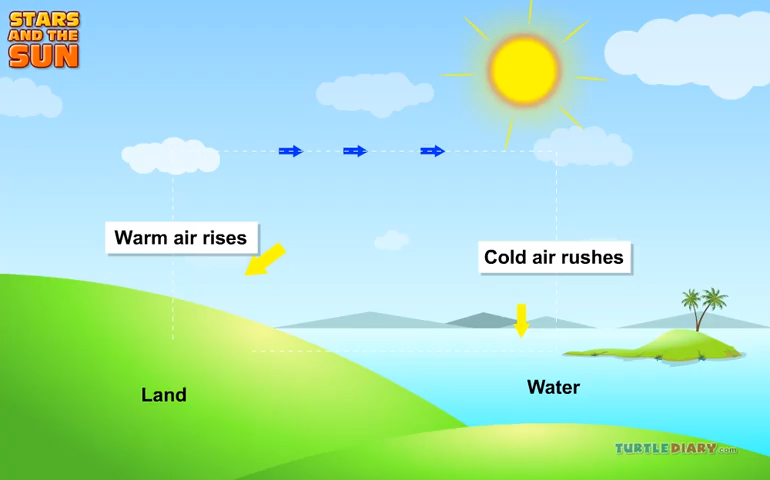 STARS
AND THE
SUN
Warm air rises
Cold air rushes
Land
Water
TURTLEDIARY.com